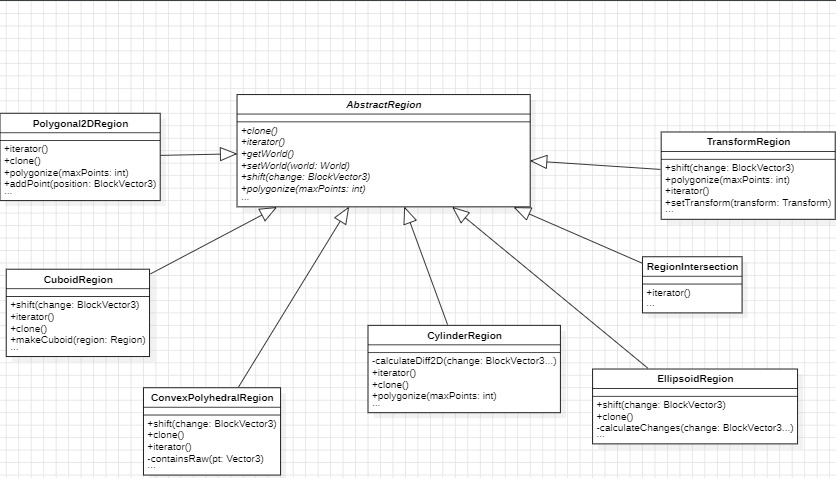 AbstractRegion
+clone()
+iterator()
+getWorld()
+setWorld(world: World)
+shift(change: BlockVector3)
+polygonize(maxPoints: int)
...
Polygonal2DRegion
+iterator()
+clone()
+polygonize(maxPoints: int)
+addPoint(position: BlockVector3)
...
TransformRegion
+shift(change: BlockVector3)
+polygonize(maxPoints: int)
+iterator()
+setTransform(transform: Transform)
...
CuboidRegion
+shift(change: BlockVector3)
+iterator()
+clone()
+makeCuboid(region: Region)
...
RegionIntersection
+iterator()
...
CylinderRegion
-calculateDiff2D(change: BlockVector3...)
+iterator()
+clone()
+polygonize(maxPoints: int)
...
EllipsoidRegion
+shift(change: BlockVector3)
+clone()
-calculateChanges(change: BlockVector3...)
...
ConvexPolyhedralRegion
+shift(change: BlockVector3)
+clone()
+iterator()
-containsRaw(pt: Vector3)
...